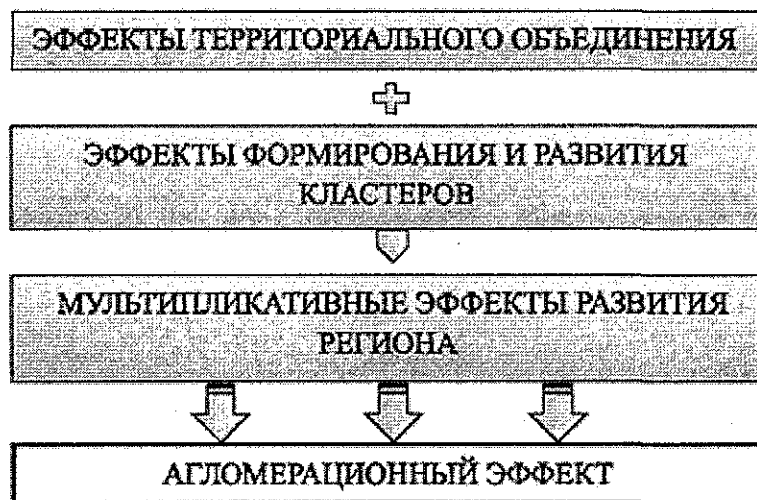 ЭФФЕКТЫ ТЕРРИТОРИАЛЬНОГО ОБЪЕДИНЕНИЯ
ЭФФЕКТЫ ФОРМИРОВАНИЯ И РАЗВИТИЯ
КЛАСТЕРОВ
МУЛЬТИПЛИКАТИВНЫЕ ЭФФЕКТЫ РАЗВИТИЯ
РЕГИОНА
АГЛОМЕРАЦИОННЫЙ ЭФФЕКТ